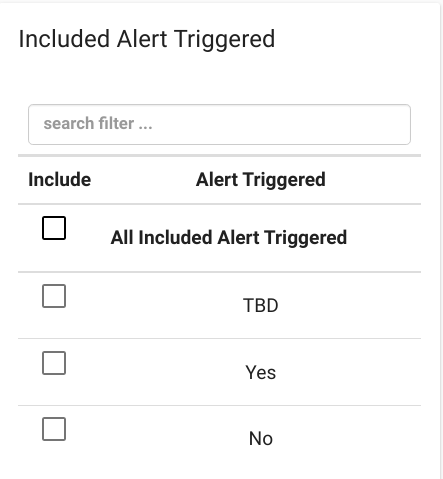 Included Alert Triggered
search filter ...
Include Alert Triggered
All Included Alert Triggered
TBD
Yes
No